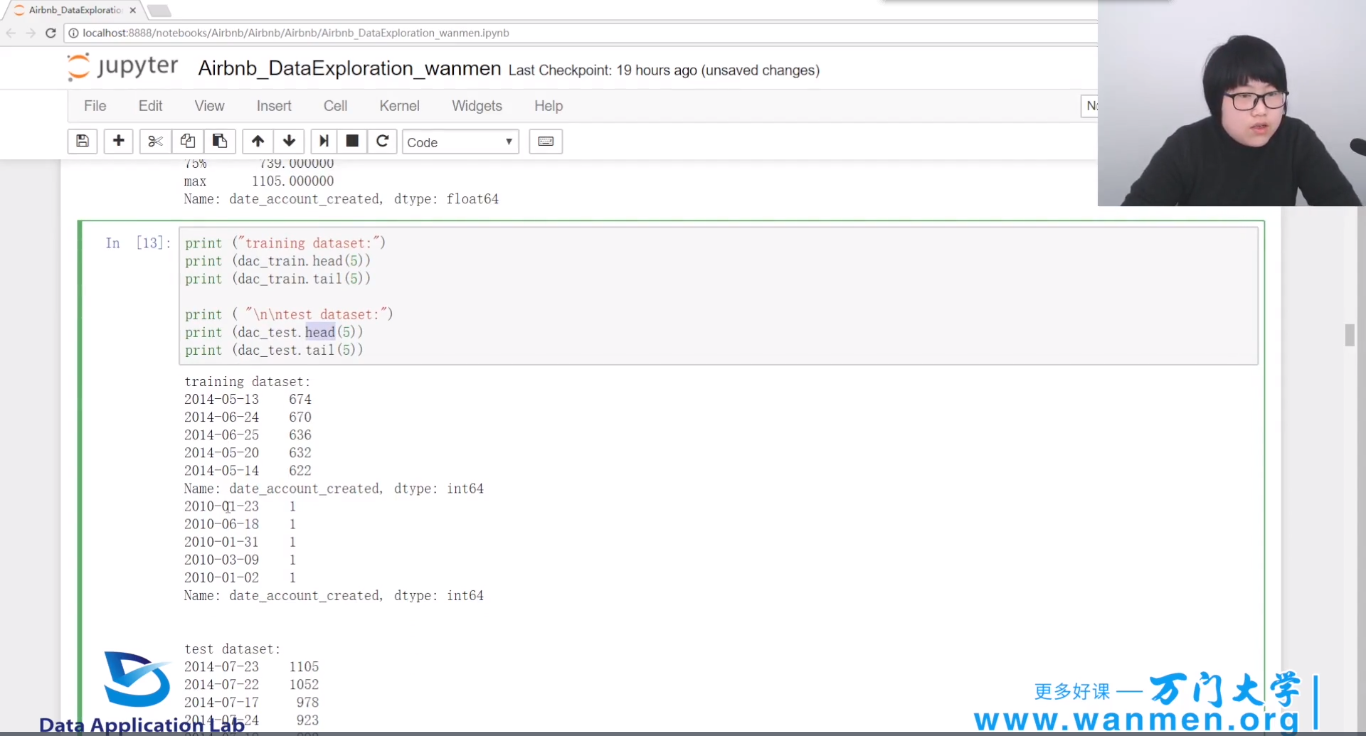 Airbnb_DataExploratio
localhost:8888/notebooks/Airbnb/Airbnb/Airbnb/Airbnb_DataExploration_wanmen.ipynb
jupyter Airbnb_DataExploration_wanmen Last Checkpoint: 19 hours ago (unsaved changes)
File Edit View Insert Cell Kernel Widgets Help
Code
75% 739.000000
max 1105.000000
Name: date_account_created, dtype: float64
In [13]: print ("training dataset:")
print (dac_train.head(5))
print (dac_train.tail(5))
print ( "\n\ntest dataset:")
print (dac_test.head(5))
print (dac_test.tail(5))
training dataset:
2014-05-13 674
2014-06-24 670
2014-06-25 636
2014-05-20 632
2014-05-14 622
Name: date_account_created, dtype: int64
2010-01-23 1
2010-06-18 1
2010-01-31 1
2010-03-09 1
2010-01-02 1
Name: date_account_created, dtype: int64
test dataset:
2014-07-23 1105
2014-07-22 1052
2014-07-17 978
2014-07-24 923
Data Application Lab
更多好课 — 万门大学
www.wanmen.org